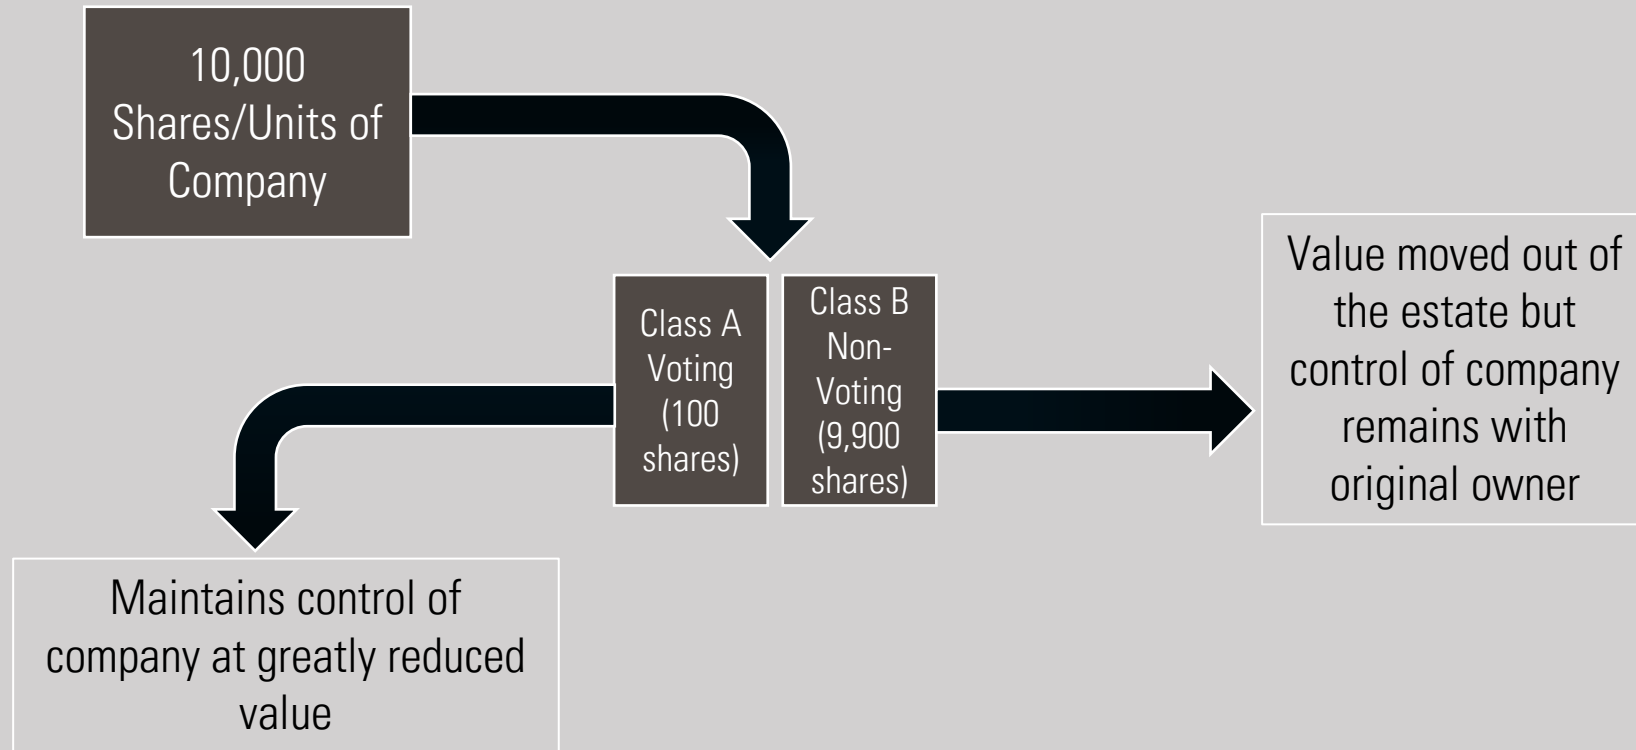 10,000
Shares/Units of
Company
Class A
Voting
(100
shares)
Class B
Non-
Voting
(9,900
shares)
Value moved out of
the estate but
control of company
remains with
original owner
Maintains control of
company at greatly reduced
value